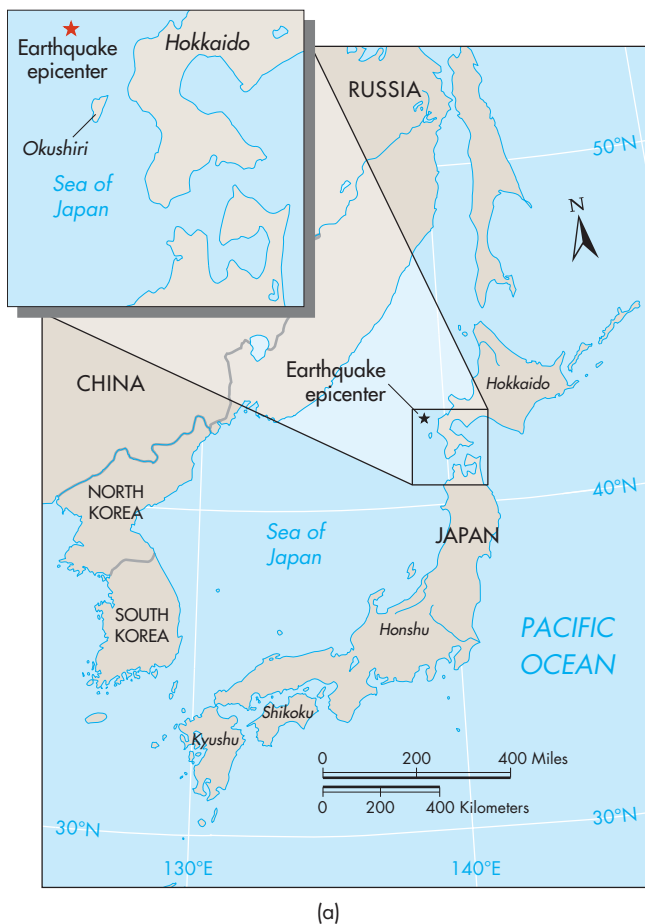 Hokkaido
Earthquake
epicenter
Okushiri
Sea of
Japan
RUSSIA
50°N
N
CHINA
Earthquake
epicenter
Hokkaido
NORTH
KOREA
40°N
Sea of
Japan
JAPAN
SOUTH
KOREA
Honshu
PACIFIC
OCEAN
Shikoku
Kyushu
0 200 400 Miles
0 200 400 Kilometers
30°N
30°N
130°E
140°E
(a)